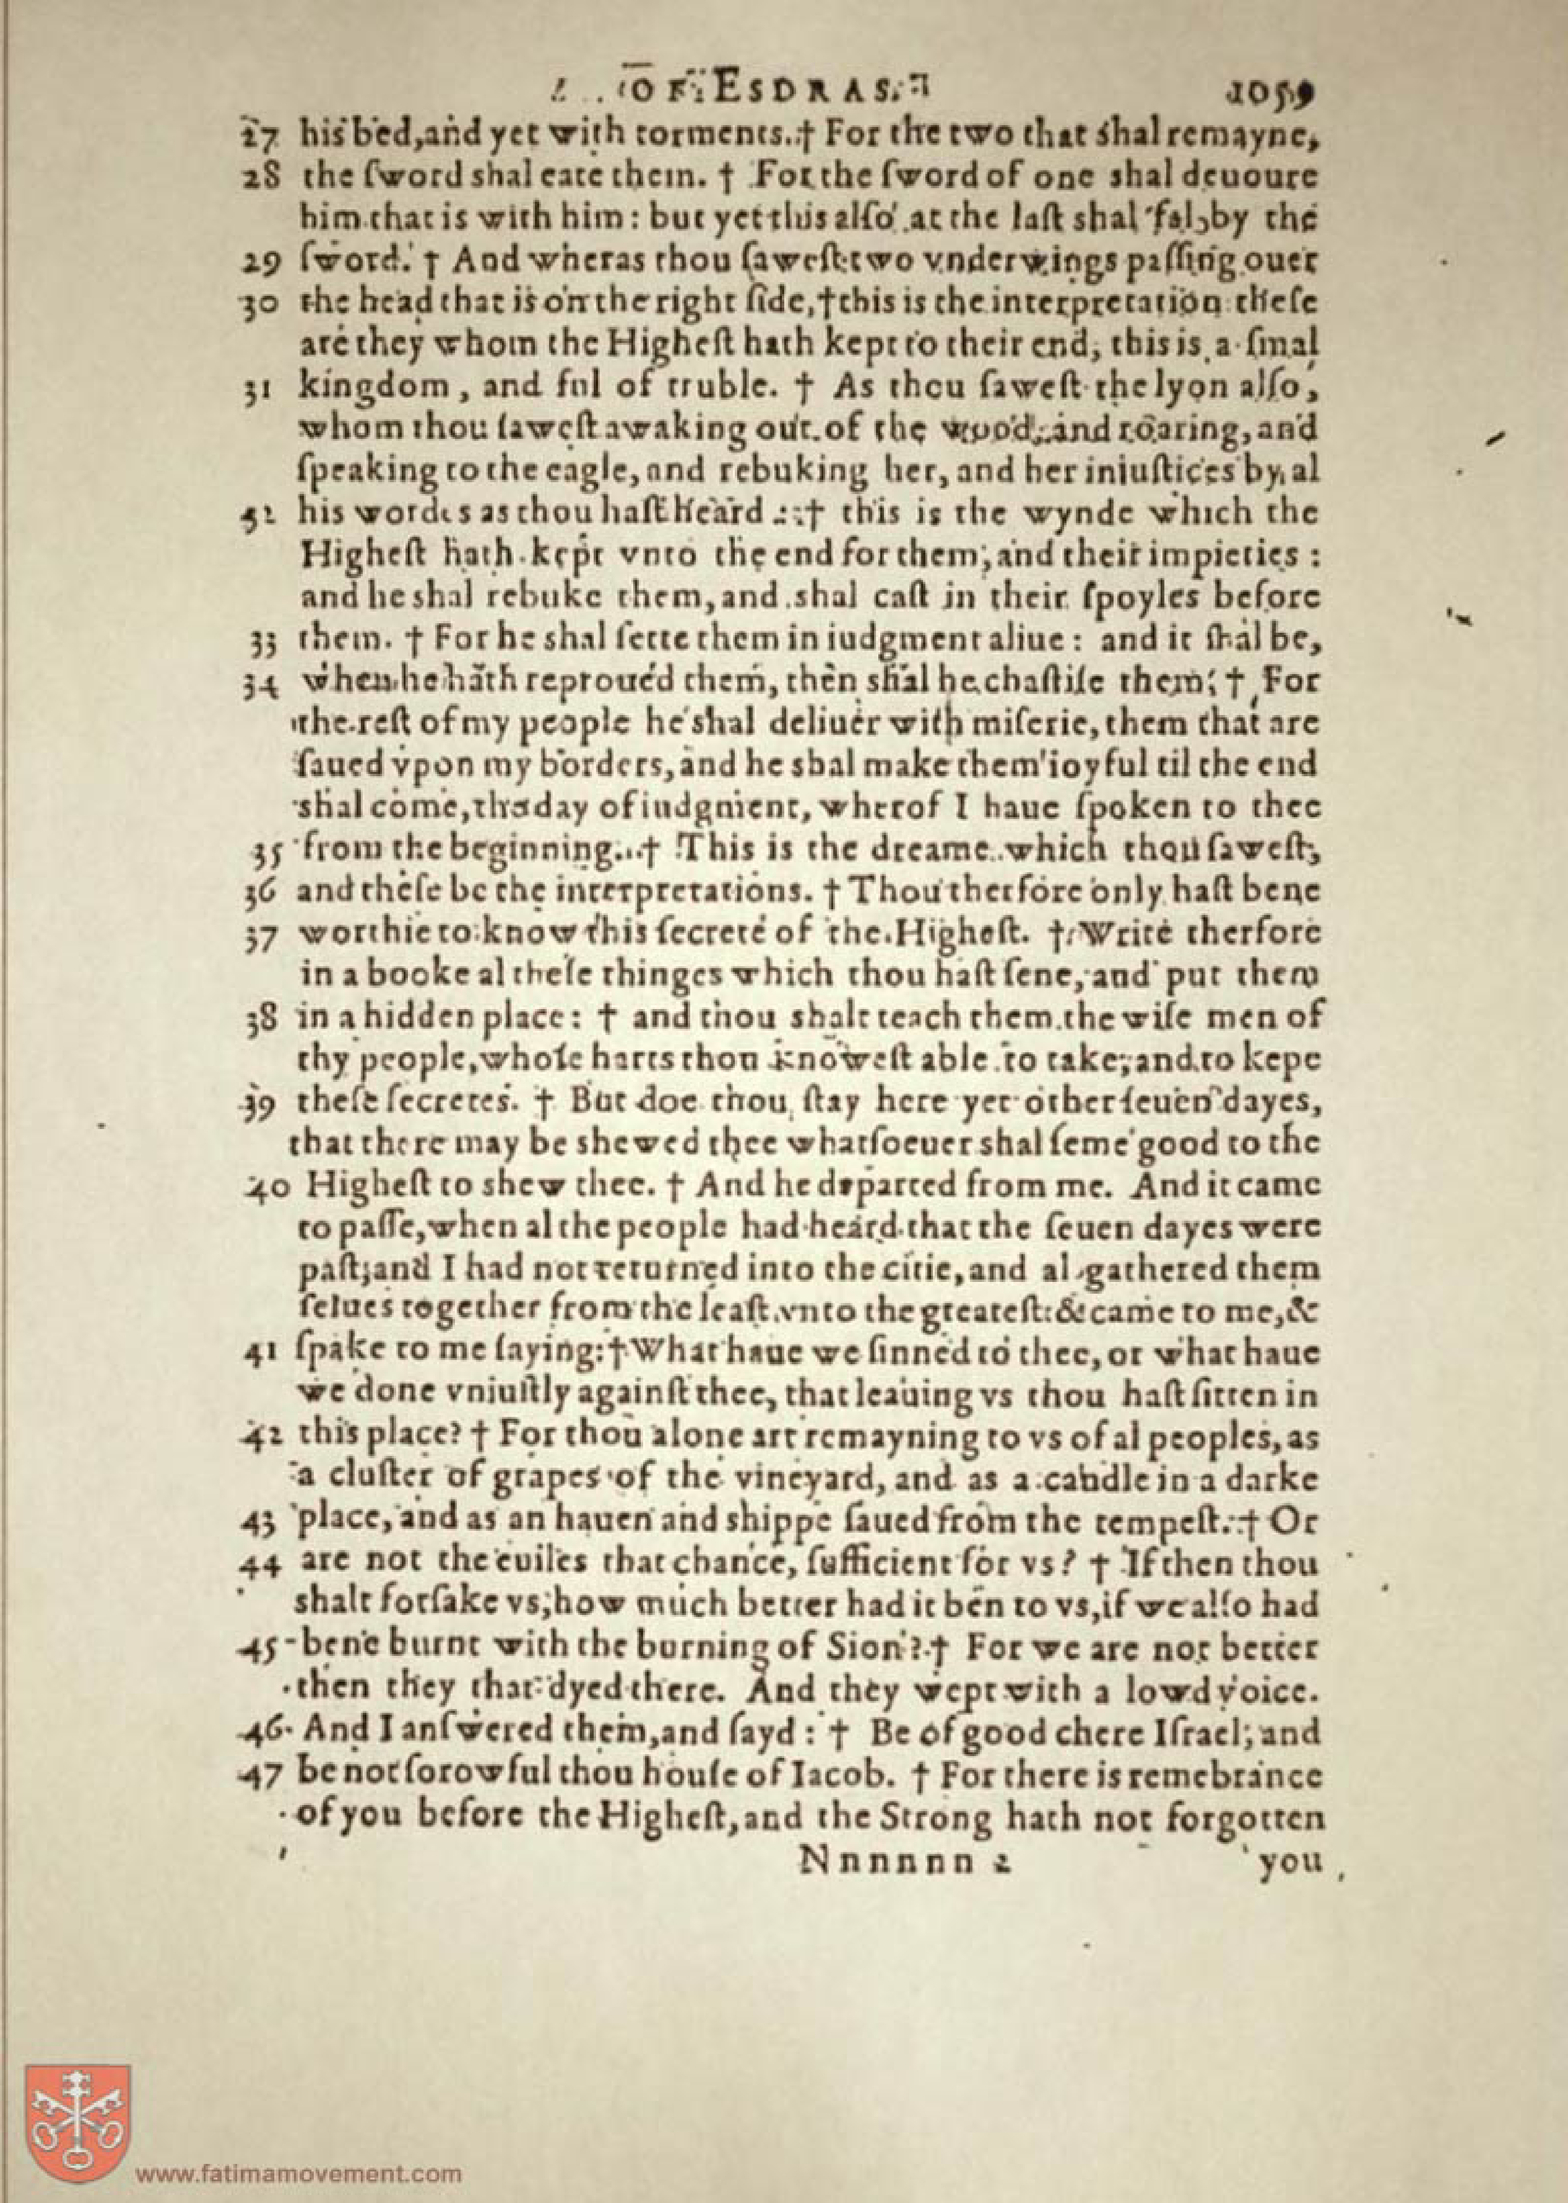 OF ESDRAS. 1059
27 his bed, and yet with torments. † For the two that shal remayne,
28 the ſword shal eate them. † For the ſword of one shal deuoure
him that is with him: but yet this alſo at the laſt shal fal by the
29 ſword. † And wheras thou ſaweſt two vnderwings paſſing ouer
30 the head that is on the right ſide, † this is the interpretation theſe
are they whom the Higheſt hath kept to their end, this is a ſmal
31 kingdom, and ful of truble. † As thou ſaweſt the lyon alſo,
whom thou ſaweſt awaking out of the wood, and roaring, and
ſpeaking to the eagle, and rebuking her, and her iniuſtices by al
32 his wordes as thou haſt heard: † this is the wynde which the
Higheſt hath kept vnto the end for them, and their impieties:
and he shal rebuke them, and shal caſt in their ſpoyles before
33 them. † For he shal ſette them in iudgment aliue: and it ſhal be,
34 when he hath reproued them, then shal he chaſtiſe them: † For
the reſt of my people he shal deliuer with miſerie, them that are
ſaued vpon my borders, and he shal make them ioyful til the end
shal come, the day of iudgment, wherof I haue ſpoken to thee
35 from the beginning. † This is the dreame which thou ſaweſt,
36 and theſe be the interpretations. † Thou therfore only haſt bene
37 worthie to know this ſecrete of the Higheſt. † Write therfore
in a booke al theſe thinges which thou haſt ſene, and put them
38 in a hidden place: † and thou shalt teach them the wiſe men of
thy people, whoſe harts thou knoweſt able to take, and to kepe
39 theſe ſecretes. † But doe thou ſtay here yet other ſeuen dayes,
that there may be shewed thee whatſoeuer shal ſeme good to the
40 Higheſt to shew thee. † And he departed from me. And it came
to paſſe, when al the people had heard that the ſeuen dayes were
paſt, and I had not returned into the citie, and al gathered them
ſelues together from the leaſt vnto the greateſt: & came to me, &
41 ſpake to me ſaying: † What haue we ſinned to thee, or what haue
we done vniuſtly againſt thee, that leauing vs thou haſt ſitten in
42 this place? † For thou alone art remayning to vs of al peoples, as
a cluſter of grapes of the vineyard, and as a candle in a darke
43 place, and as an hauen and shippe ſaued from the tempeſt. † Or
44 are not the euiles that chance, ſufficient for vs? † If then thou
shalt forſake vs, how much better had it ben to vs, if we alſo had
45 bene burnt with the burning of Sion? † For we are not better
then they that dyed there. And they wept with a lowd voice.
46 And I anſwered them, and ſayd: † Be of good chere Iſrael, and
47 be not ſorowful thou houſe of Iacob. † For there is remebrance
of you before the Higheſt, and the Strong hath not forgotten
Nnnnnnn 2 you
www.fatimamovement.com